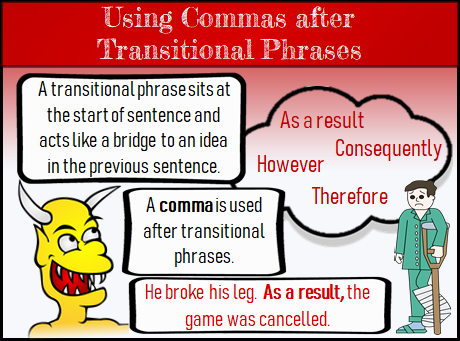 Using Commas after
Transitional Phrases
A transitional phrase sits at
the start of sentence and
acts like a bridge to an idea
in the previous sentence.
As a result
Consequently
However
Therefore
A comma is used
after transitional
phrases.
He broke his leg. As a result, the
game was cancelled.